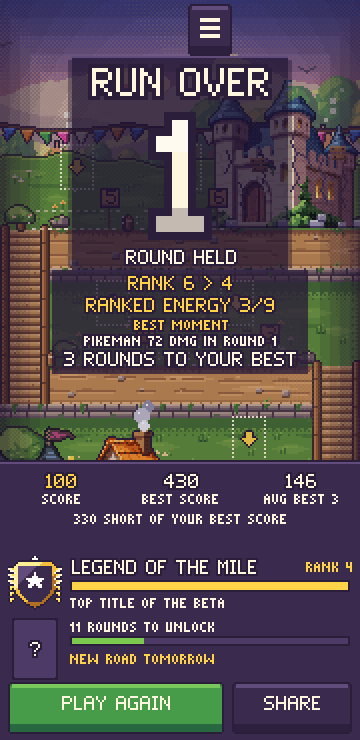 RUN OVER
1
5
6
ROUND HELD
RANK 6 > 4
RANKED ENERGY 3/9
BEST MOMENT
PIKEMAN 72 DMG IN ROUND 1
3 ROUNDS TO YOUR BEST
100 430 146
SCORE BEST SCORE AVG BEST 3
330 SHORT OF YOUR BEST SCORE
LEGEND OF THE MILE RANK 4
TOP TITLE OF THE BETA
11 ROUNDS TO UNLOCK
?
NEW ROAD TOMORROW
PLAY AGAIN SHARE